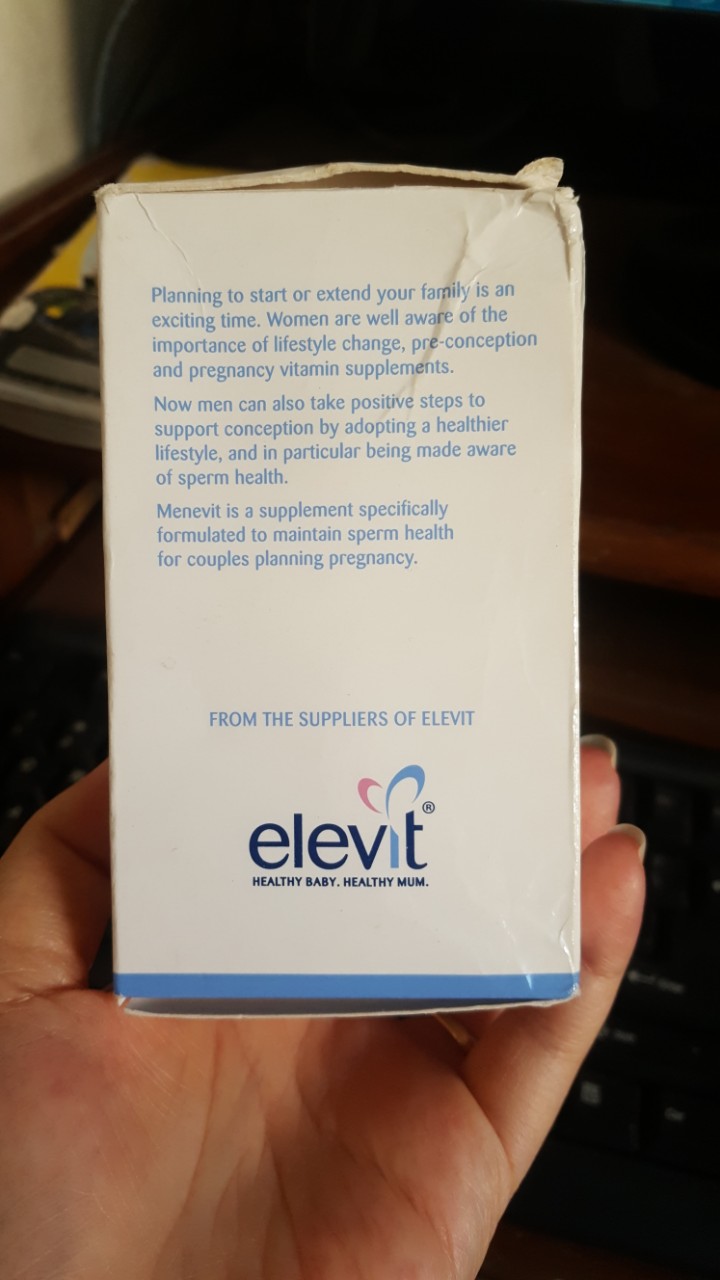 Planning to start or extend your family is an
exciting time. Women are well aware of the
importance of lifestyle change, pre-conception
and pregnancy vitamin supplements.
Now men can also take positive steps to
support conception by adopting a healthier
lifestyle, and in particular being made aware
of sperm health.
Menevit is a supplement specifically
formulated to maintain sperm health
for couples planning pregnancy.
FROM THE SUPPLIERS OF ELEVIT
elevit®
HEALTHY BABY. HEALTHY MUM.